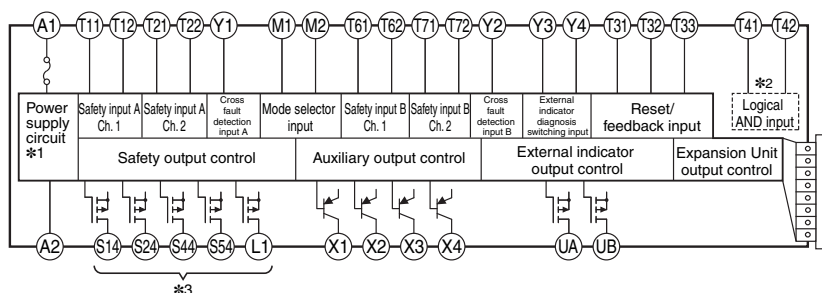 A1 T11 T12 T21 T22 Y1 M1 M2 T61 T62 T71 T72 Y2 Y3 Y4 T31 T32 T33 T41 T42
*2
Power
supply
circuit
*1
Safety input A
Ch. 1
Safety input A
Ch. 2
Cross
fault
detection
input A
Mode selector
input
Safety input B
Ch. 1
Safety input B
Ch. 2
Cross
fault
detection
input B
External
indicator
diagnosis
switching input
Reset/
feedback input
Logical
AND input
Safety output control
Auxiliary output control
External indicator
output control
Expansion Unit
output control
A2 S14 S24 S44 S54 L1 X1 X2 X3 X4 UA UB
*3